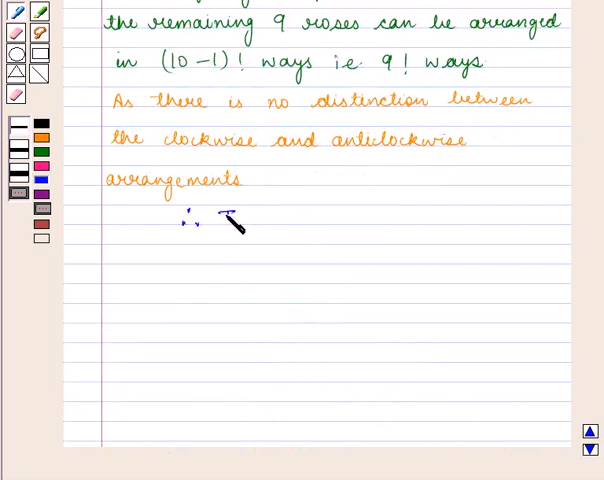 the remaining 9 roses can be arranged
in (10-1)! ways i.e. 9! ways
As there is no distinction between
the clockwise and anticlockwise
arrangements
∴